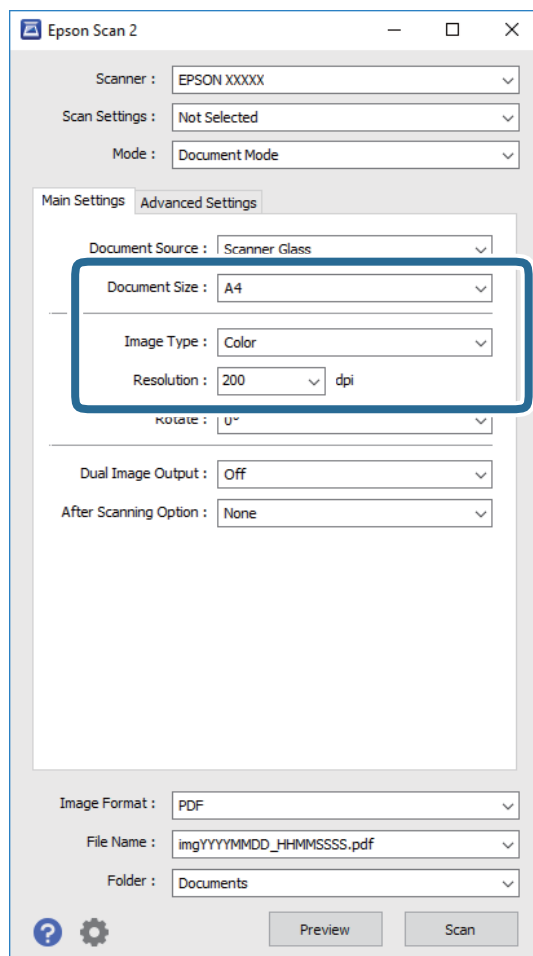 Epson Scan 2
Scanner : EPSON XXXXX
Scan Settings : Not Selected
Mode : Document Mode
Main Settings Advanced Settings
Document Source : Scanner Glass
Document Size : A4
Image Type : Color
Resolution : 200 dpi
Rotate : 0°
Dual Image Output : Off
After Scanning Option : None
Image Format : PDF
File Name : imgYYYYMMDD_HHMMSSSS.pdf
Folder : Documents
? Preview Scan